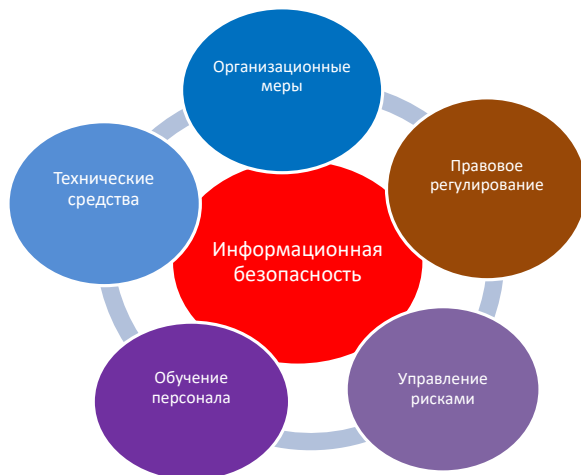 Организационные
меры
Правовое
регулирование
Технические
средства
Информационная
безопасность
Обучение
персонала
Управление
рисками